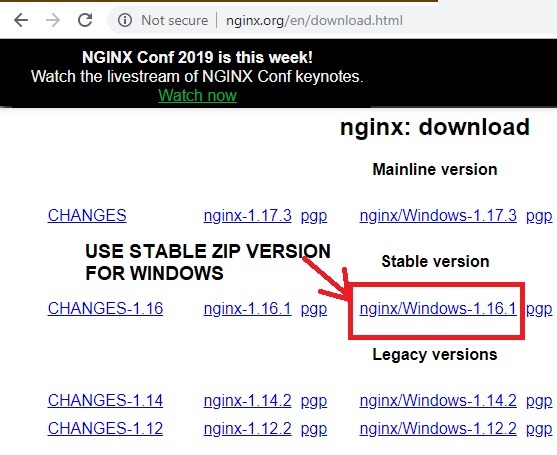 Not secure | nginx.org/en/download.html
NGINX Conf 2019 is this week!
Watch the livestream of NGINX Conf keynotes.
Watch now
nginx: download
Mainline version
CHANGES nginx-1.17.3 pgp nginx/Windows-1.17.3 pgp
USE STABLE ZIP VERSION
FOR WINDOWS
Stable version
CHANGES-1.16 nginx-1.16.1 pgp nginx/Windows-1.16.1 pgp
Legacy versions
CHANGES-1.14 nginx-1.14.2 pgp nginx/Windows-1.14.2 pgp
CHANGES-1.12 nginx-1.12.2 pgp nginx/Windows-1.12.2 pgp